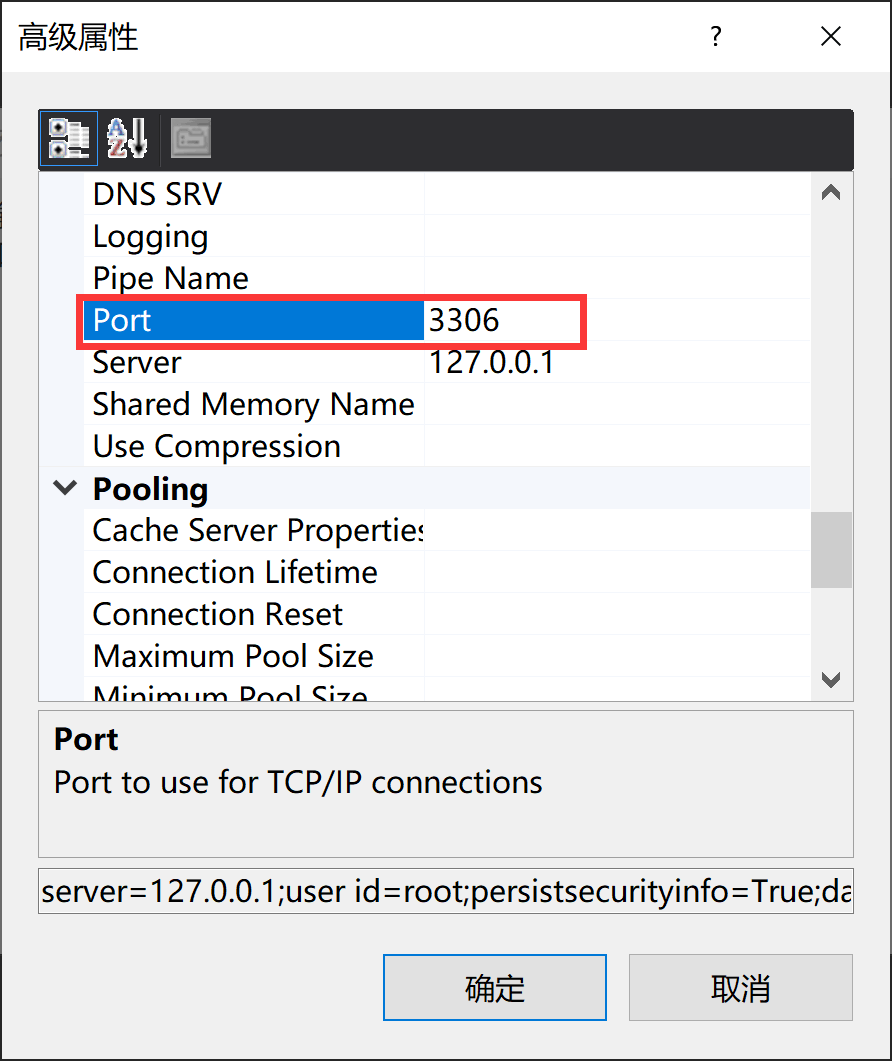 高级属性
?
DNS SRV
Logging
Pipe Name
Port 3306
Server 127.0.0.1
Shared Memory Name
Use Compression
Pooling
Cache Server Properties
Connection Lifetime
Connection Reset
Maximum Pool Size
Minimum Pool Size
Port
Port to use for TCP/IP connections
server=127.0.0.1;user id=root;persistsecurityinfo=True;da
确定 取消